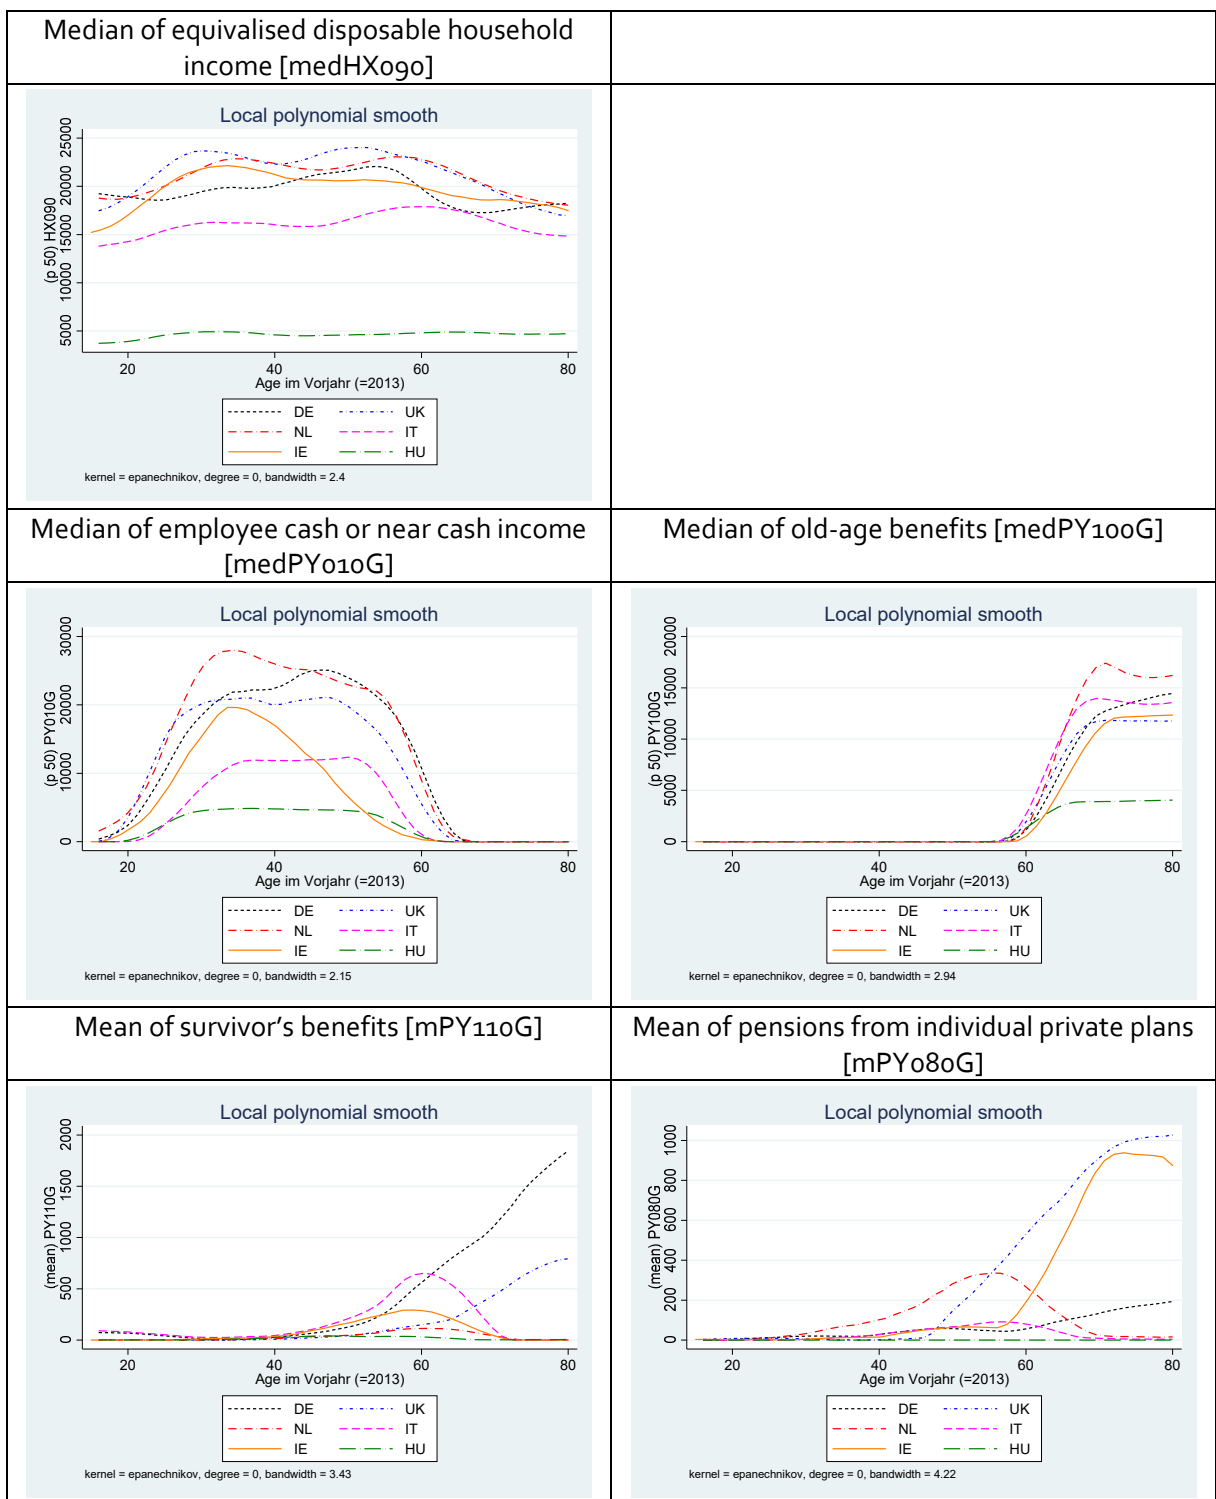 Median of equivalised disposable household
income [medHX090]
Local polynomial smooth
(p 50) HX090
25000
20000
15000
10000
5000
20 40 60 80
Age im Vorjahr (=2013)
DE UK
NL IT
IE HU
kernel = epanechnikov, degree = 0, bandwidth = 2.4
Median of employee cash or near cash income
[medPY010G]
Local polynomial smooth
(p 50) PY010G
30000
20000
10000
0
20 40 60 80
Age im Vorjahr (=2013)
DE UK
NL IT
IE HU
kernel = epanechnikov, degree = 0, bandwidth = 2.15
Median of old-age benefits [medPY100G]
Local polynomial smooth
(p 50) PY100G
20000
15000
10000
5000
0
20 40 60 80
Age im Vorjahr (=2013)
DE UK
NL IT
IE HU
kernel = epanechnikov, degree = 0, bandwidth = 2.94
Mean of survivor’s benefits [mPY110G]
Local polynomial smooth
(mean) PY110G
2000
1500
1000
500
0
20 40 60 80
Age im Vorjahr (=2013)
DE UK
NL IT
IE HU
kernel = epanechnikov, degree = 0, bandwidth = 3.43
Mean of pensions from individual private plans
[mPY080G]
Local polynomial smooth
(mean) PY080G
1000
800
600
400
200
0
20 40 60 80
Age im Vorjahr (=2013)
DE UK
NL IT
IE HU
kernel = epanechnikov, degree = 0, bandwidth = 4.22